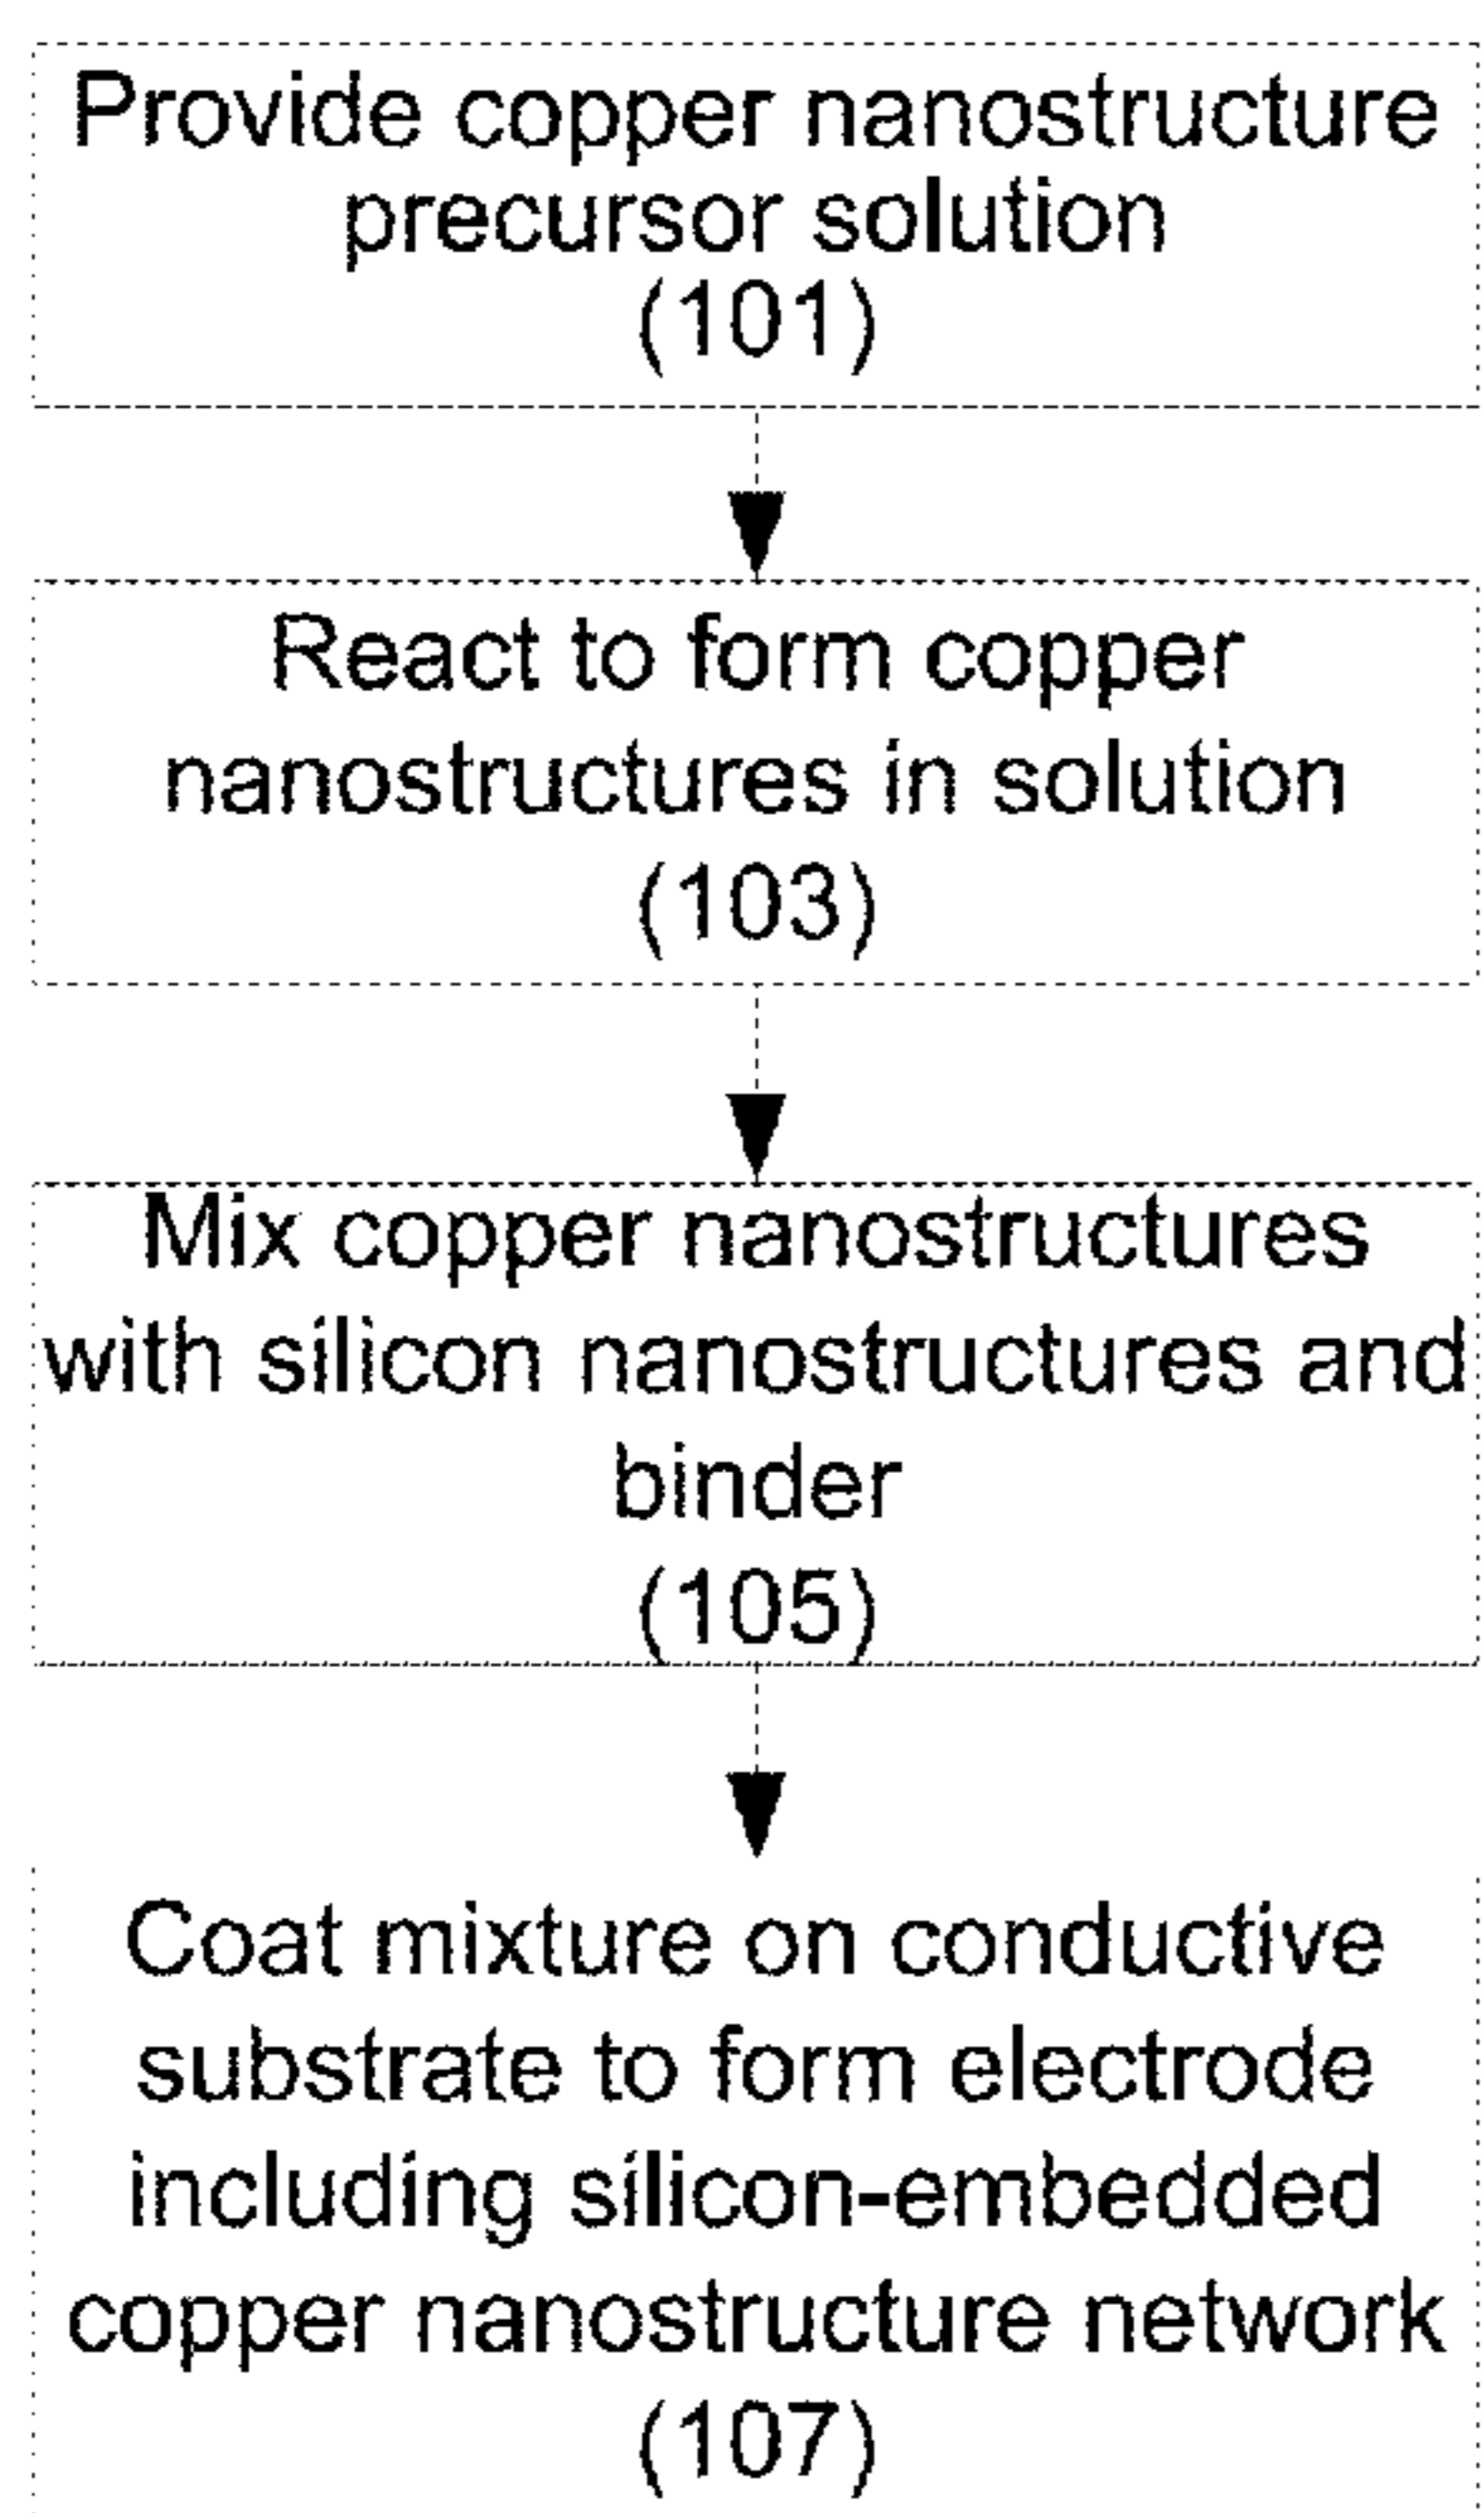 Provide copper nanostructure
precursor solution
(101)
React to form copper
nanostructures in solution
(103)
Mix copper nanostructures
with silicon nanostructures and
binder
(105)
Coat mixture on conductive
substrate to form electrode
including silicon-embedded
copper nanostructure network
(107)